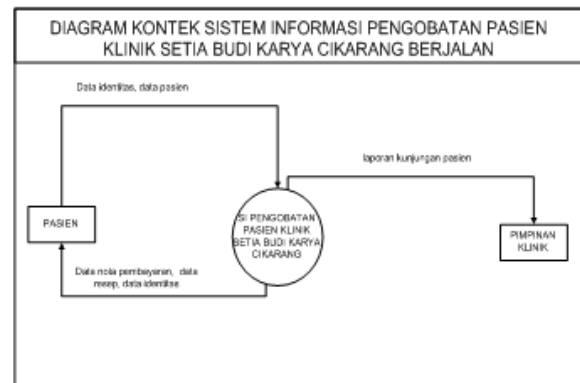 DIAGRAM KONTEK SISTEM INFORMASI PENGOBATAN PASIEN
KLINIK SETIA BUDI KARYA CIKARANG BERJALAN
Data identitas, data pasien
laporan kunjungan pasien
PASIEN
SI PENGOBATAN
PASIEN KLINIK
SETIA BUDI KARYA
CIKARANG
PIMPINAN
KLINIK
Data nota pembayaran, data
resep, data identitas